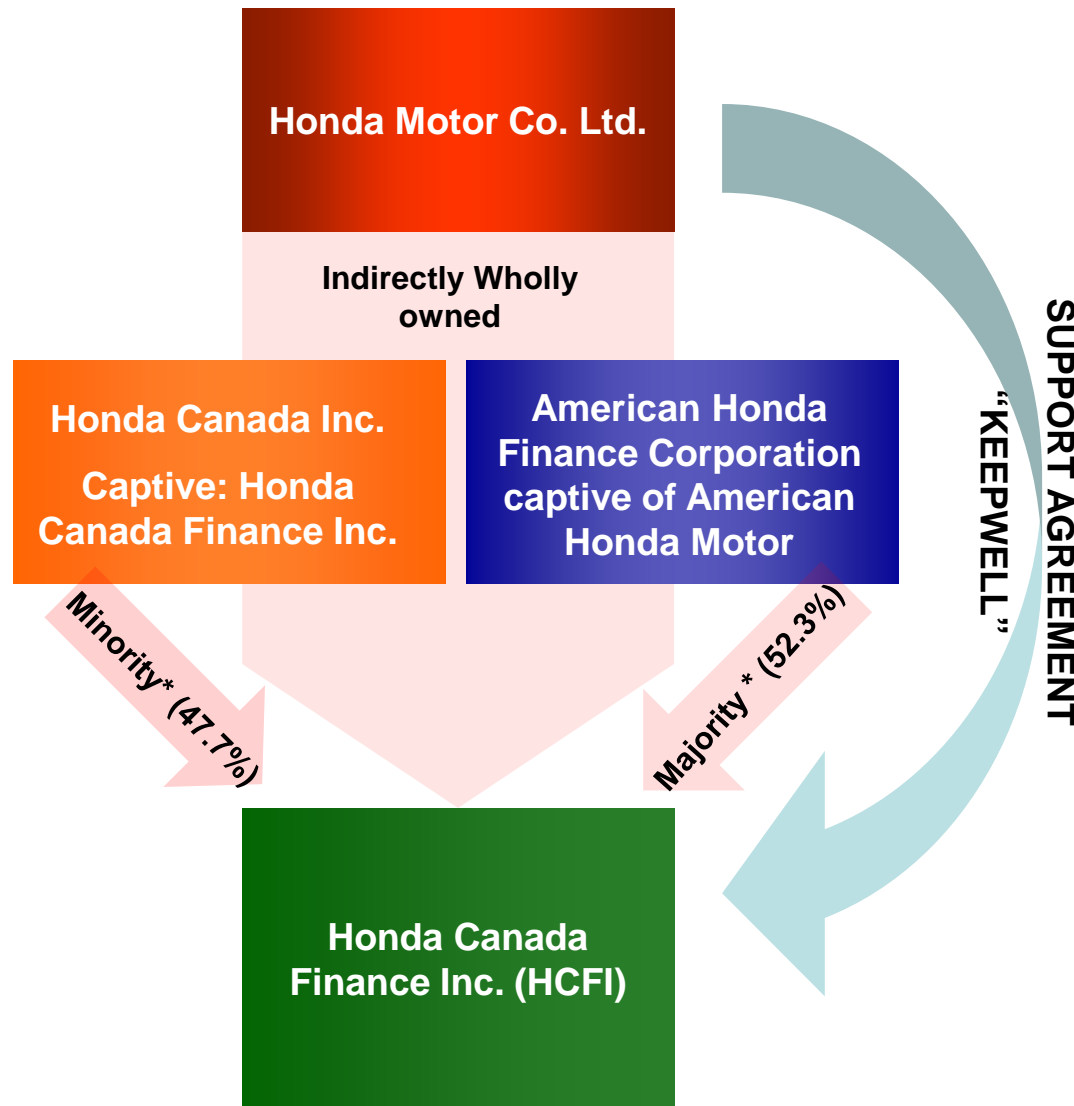 Honda Motor Co. Ltd.
Indirectly Wholly
owned
Honda Canada Inc.
Captive: Honda
Canada Finance Inc.
American Honda
Finance Corporation
captive of American
Honda Motor
SUPPORT AGREEMENT
“KEEPWELL”
Minority* (47.7%)
Majority * (52.3%)
Honda Canada
Finance Inc. (HCFI)